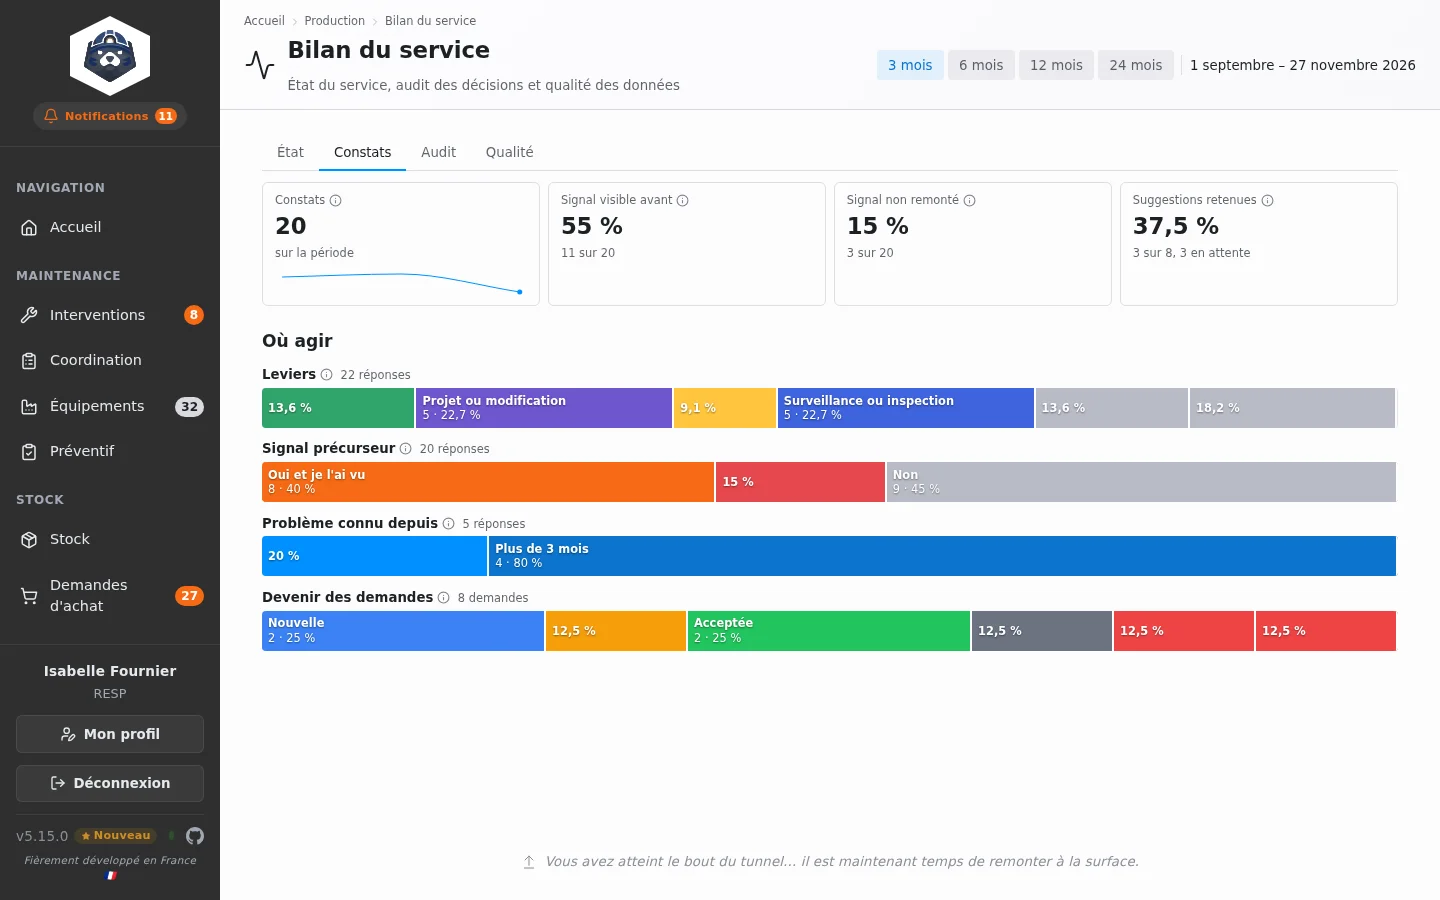 Notifications 11
NAVIGATION
Accueil
MAINTENANCE
Interventions 8
Coordination
Équipements 32
Préventif
STOCK
Stock
Demandes
d'achat 27
Isabelle Fournier
RESP
Mon profil
Déconnexion
v5.15.0 Nouveau
Fièrement développé en France
Accueil Production Bilan du service
Bilan du service
État du service, audit des décisions et qualité des données
3 mois 6 mois 12 mois 24 mois 1 septembre – 27 novembre 2026
État Constats Audit Qualité
Constats
20
sur la période
Signal visible avant
55 %
11 sur 20
Signal non remonté
15 %
3 sur 20
Suggestions retenues
37,5 %
3 sur 8, 3 en attente
Où agir
Leviers 22 réponses
13,6 %
Projet ou modification
5 · 22,7 %
9,1 %
Surveillance ou inspection
5 · 22,7 %
13,6 %
18,2 %
Signal précurseur 20 réponses
Oui et je l'ai vu
8 · 40 %
15 %
Non
9 · 45 %
Problème connu depuis 5 réponses
20 %
Plus de 3 mois
4 · 80 %
Devenir des demandes 8 demandes
Nouvelle
2 · 25 %
12,5 %
Acceptée
2 · 25 %
12,5 %
12,5 %
12,5 %
Vous avez atteint le bout du tunnel... il est maintenant temps de remonter à la surface.